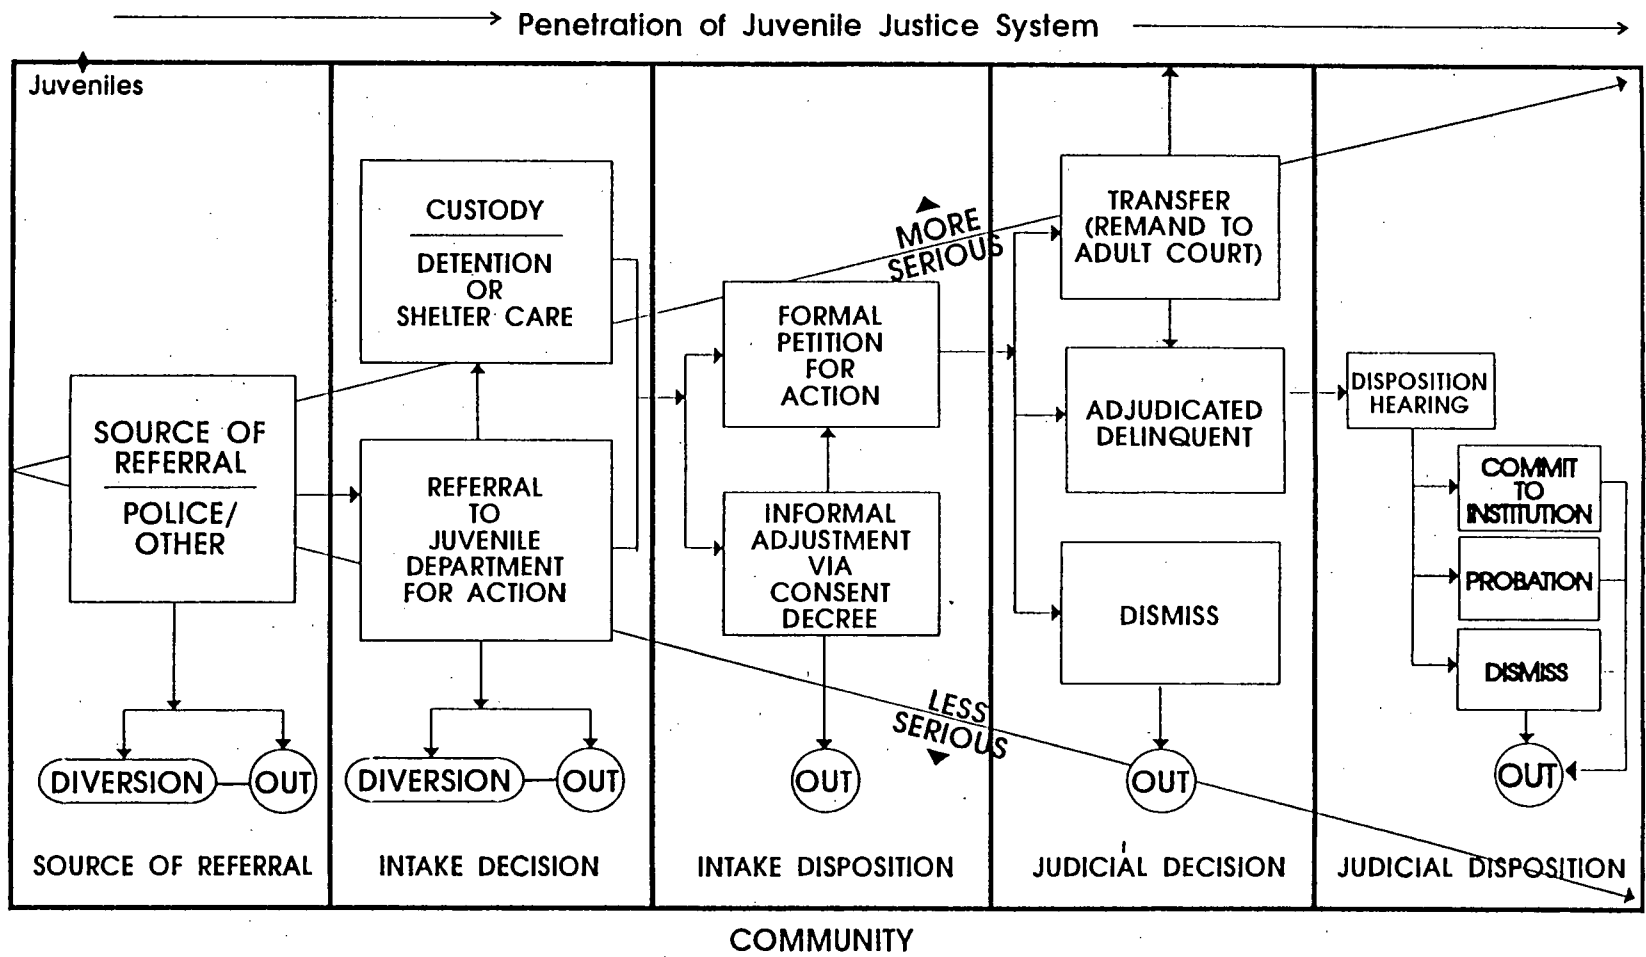 Penetration of Juvenile Justice System
Juveniles
SOURCE OF
REFERRAL
POLICE/
OTHER
DIVERSION
OUT
SOURCE OF REFERRAL
CUSTODY
DETENTION
OR
SHELTER CARE
REFERRAL
TO
JUVENILE
DEPARTMENT
FOR ACTION
DIVERSION
OUT
INTAKE DECISION
MORE
SERIOUS
FORMAL
PETITION
FOR
ACTION
INFORMAL
ADJUSTMENT
VIA
CONSENT
DECREE
LESS
SERIOUS
OUT
INTAKE DISPOSITION
TRANSFER
(REMAND TO
ADULT COURT)
ADJUDICATED
DELINQUENT
DISMISS
OUT
JUDICIAL DECISION
DISPOSITION
HEARING
COMMIT
TO
INSTITUTION
PROBATION
DISMISS
OUT
JUDICIAL DISPOSITION
COMMUNITY